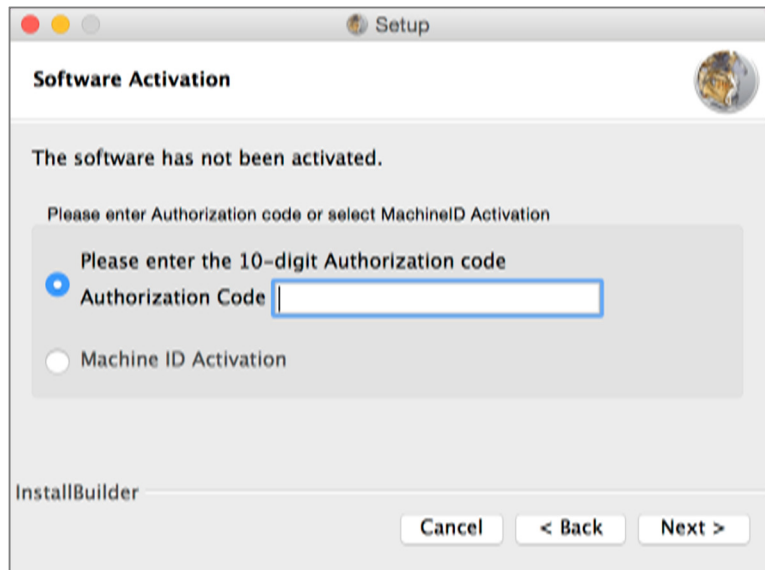 Setup
Software Activation
The software has not been activated.
Please enter Authorization code or select MachineID Activation
Please enter the 10-digit Authorization code
Authorization Code
Machine ID Activation
InstallBuilder
Cancel
< Back
Next >